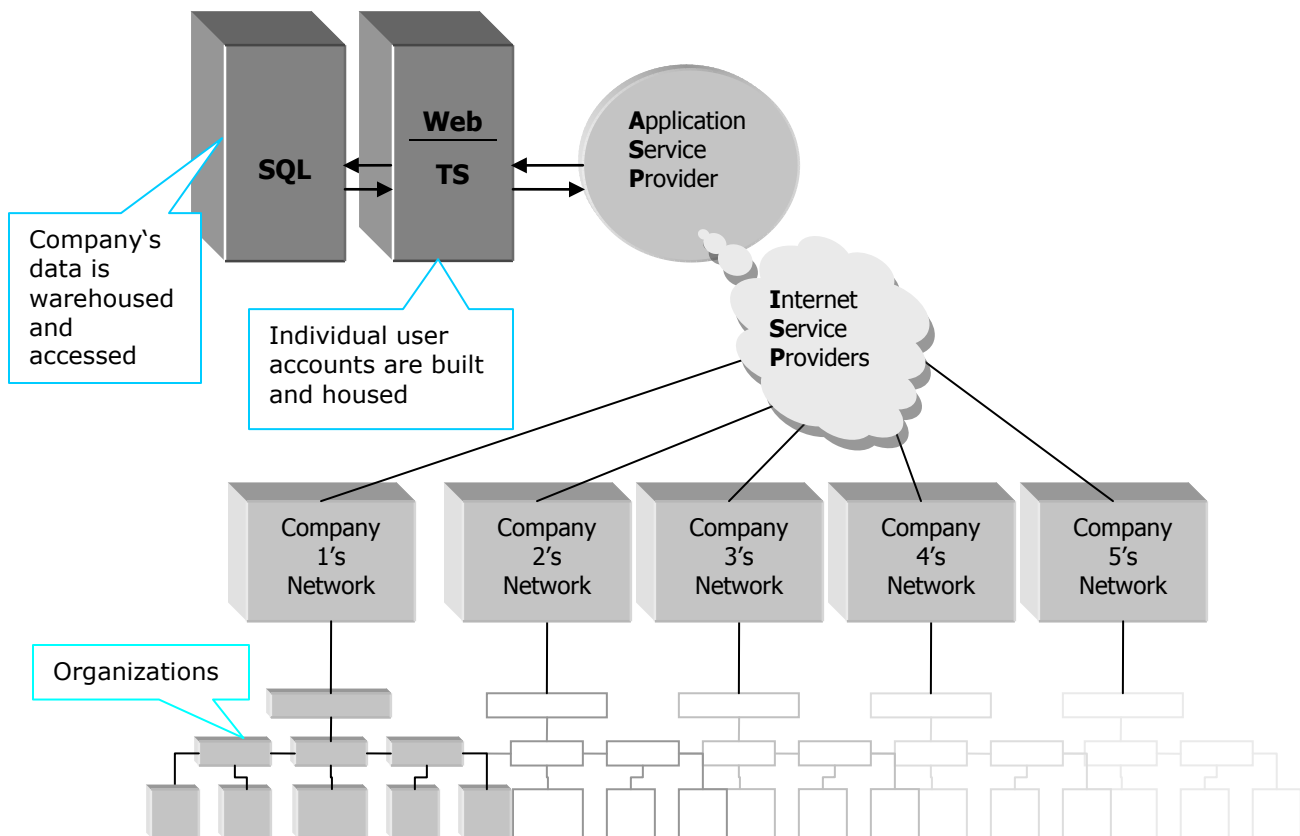 SQL
Web
TS
Application
Service
Provider
Company‘s
data is
warehoused
and
accessed
Individual user
accounts are built
and housed
Internet
Service
Providers
Company
1’s
Network
Company
2’s
Network
Company
3’s
Network
Company
4’s
Network
Company
5’s
Network
Organizations